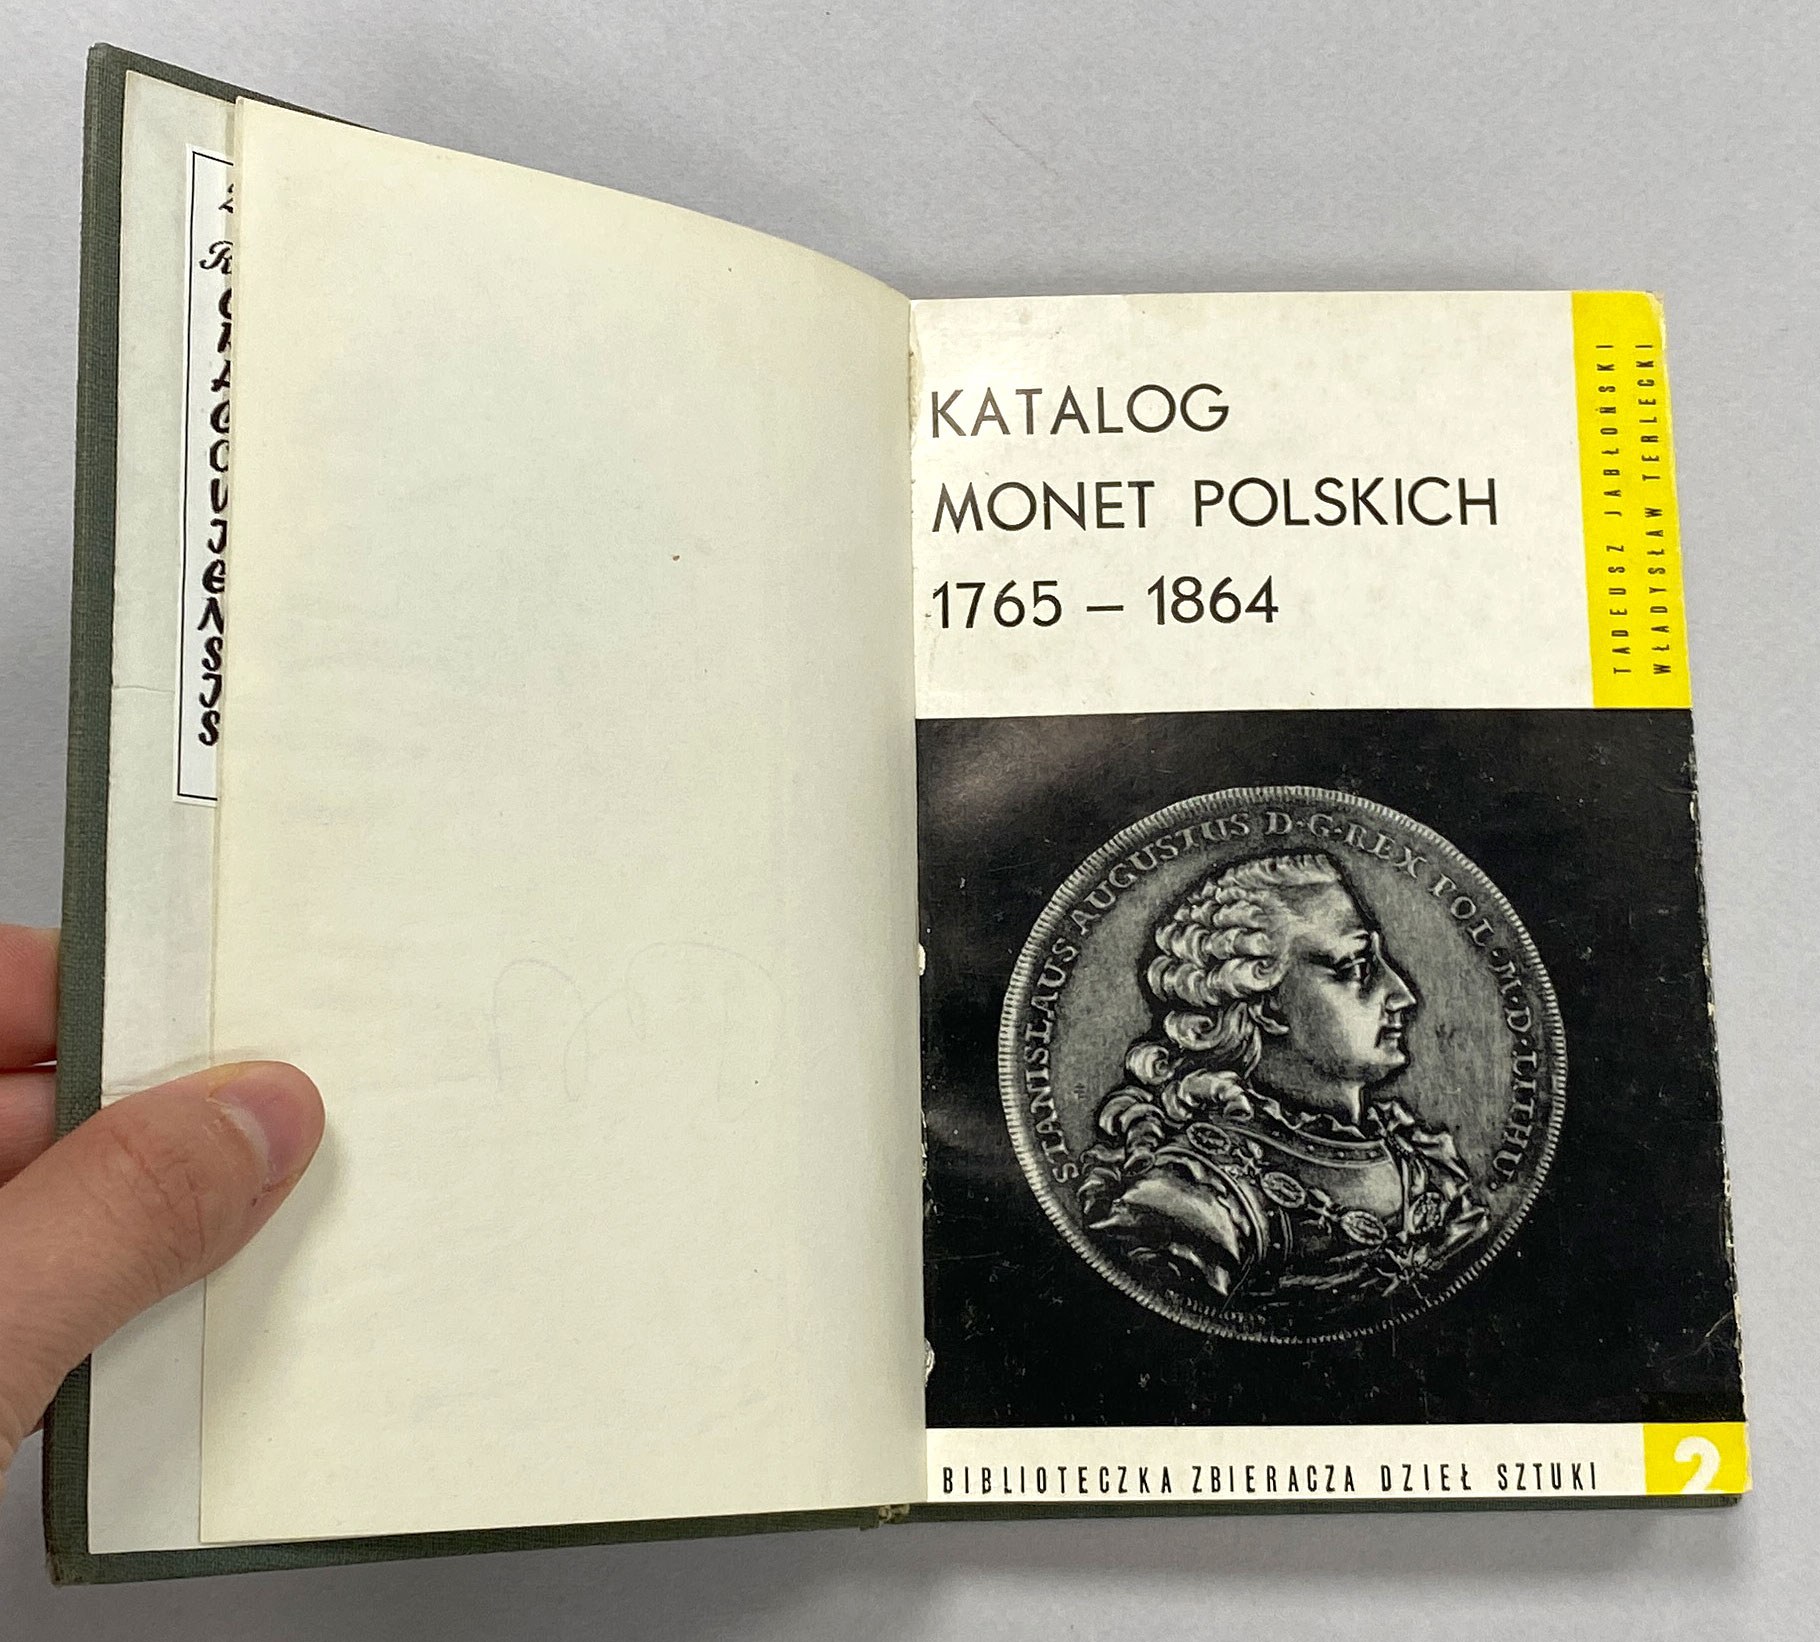 KATALOG
MONET POLSKICH
1765 – 1864
TADEUSZ JABŁOŃSKI
WŁADYSŁAW TERLECKI
STANISLAUS AUGUSTUS D·G·REX POL·M·D·LITHU·
BIBLIOTECZKA ZBIERACZA DZIEŁ SZTUKI
2